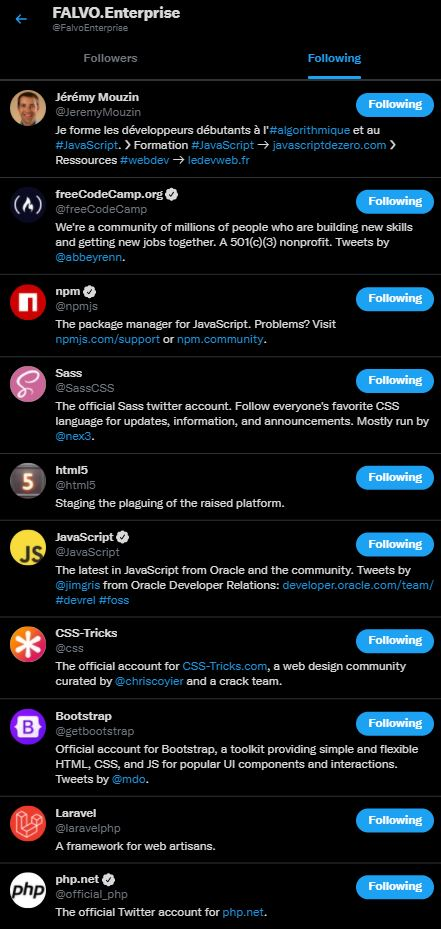 FALVO.Enterprise
@FalvoEnterprise
Followers
Following
Jérémy Mouzin
@JeremyMouzin
Following
Je forme les développeurs débutants à l'#algorithmique et au
#JavaScript. ❯ Formation #JavaScript → javascriptdezero.com ❯
Ressources #webdev → ledevweb.fr
freeCodeCamp.org
@freeCodeCamp
Following
We're a community of millions of people who are building new skills
and getting new jobs together. A 501(c)(3) nonprofit. Tweets by
@abbeyrenn.
npm
@npmjs
Following
The package manager for JavaScript. Problems? Visit
npmjs.com/support or npm.community.
Sass
@SassCSS
Following
The official Sass twitter account. Follow everyone's favorite CSS
language for updates, information, and announcements. Mostly run by
@nex3.
5
html5
@html5
Following
Staging the plaguing of the raised platform.
JS
JavaScript
@JavaScript
Following
The latest in JavaScript from Oracle and the community. Tweets by
@jimgris from Oracle Developer Relations: developer.oracle.com/team/
#devrel #foss
CSS-Tricks
@css
Following
The official account for CSS-Tricks.com, a web design community
curated by @chriscoyier and a crack team.
B
Bootstrap
@getbootstrap
Following
Official account for Bootstrap, a toolkit providing simple and flexible
HTML, CSS, and JS for popular UI components and interactions.
Tweets by @mdo.
Laravel
@laravelphp
Following
A framework for web artisans.
php
php.net
@official_php
Following
The official Twitter account for php.net.